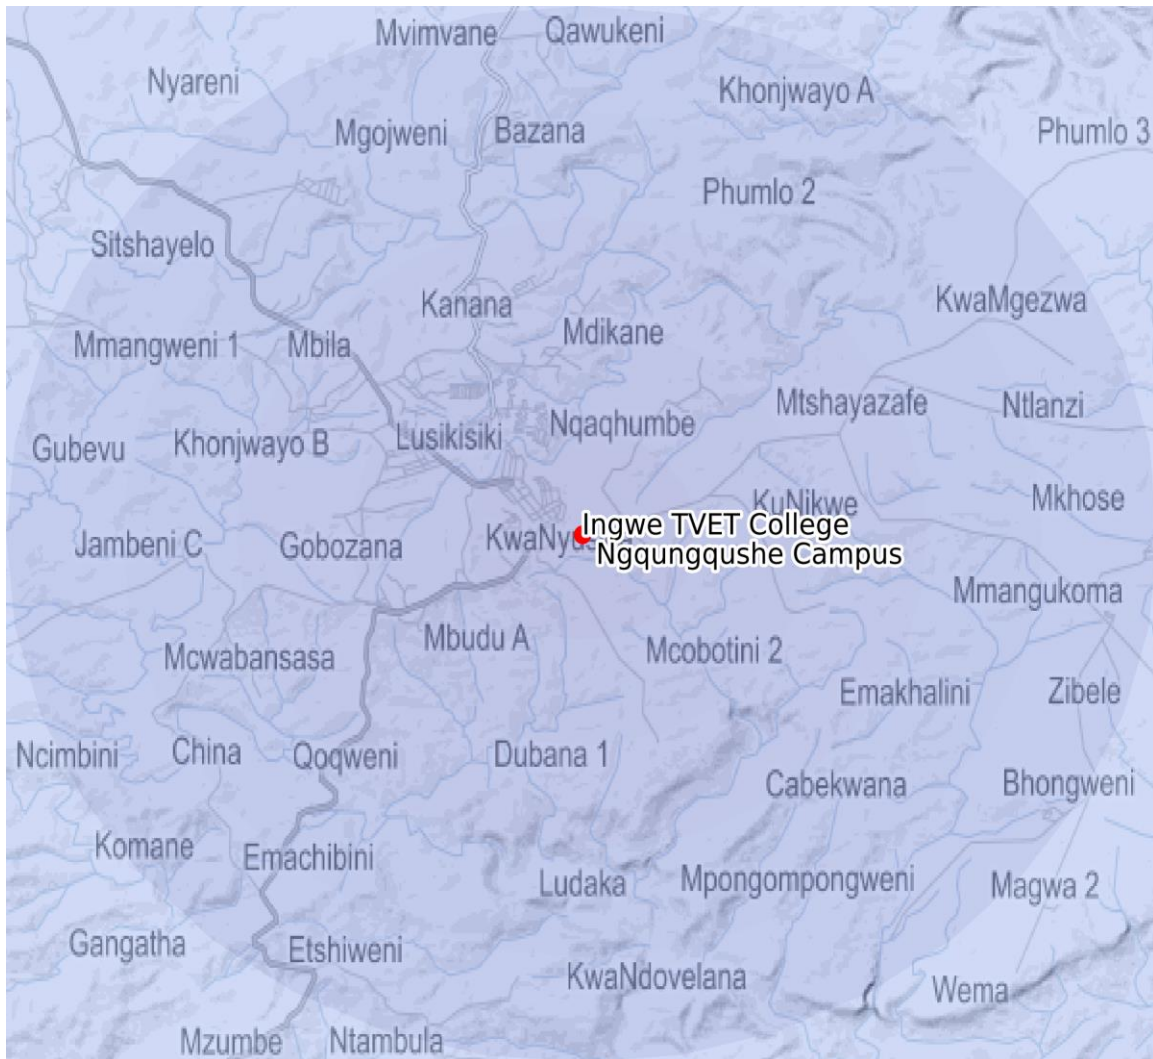 Mvimvane
Qawukeni
Nyareni
Khonjwayo A
Mgojweni
Bazana
Phumlo 3
Phumlo 2
Sitshayelo
Kanana
KwaMgezwa
Mmangweni 1
Mbila
Mdikane
Mtshayazafe
Ntlanzi
Gubevu
Khonjwayo B
Lusikisiki
Nqaqhumbe
KuNikwe
Mkhose
Ingwe TVET College
Ngqungqushe Campus
Jambeni C
Gobozana
Mmangukoma
Mcwabansasa
Mbudu A
Mcobotini 2
Emakhalini
Zibele
Ncimbini
China
Qoqweni
Dubana 1
Cabekwana
Bhongweni
Komane
Emachibini
Ludaka
Mpongompongweni
Magwa 2
Gangatha
Etshiweni
KwaNdovelana
Wema
Mzumbe
Ntambula